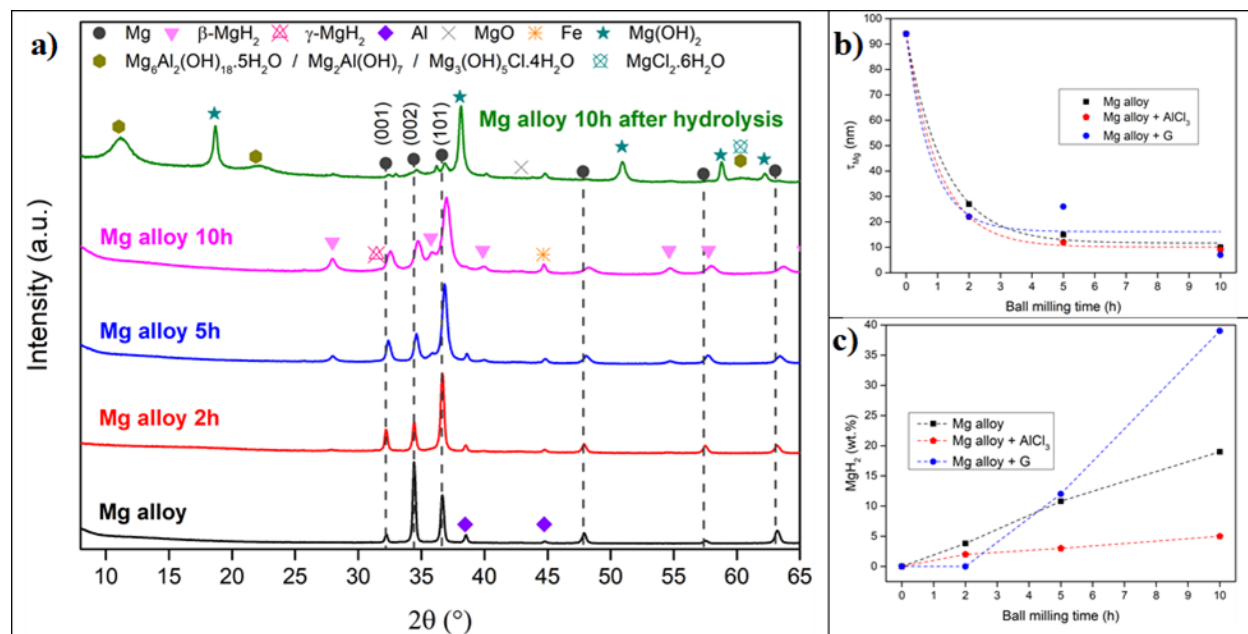 a)
Mg β-MgH₂ γ-MgH₂ Al MgO Fe Mg(OH)₂
Mg₆Al₂(OH)₁₈.5H₂O / Mg₂Al(OH)₇ / Mg₃(OH)₅Cl.4H₂O MgCl₂.6H₂O
(001) (002) (101)
Mg alloy 10h after hydrolysis
Mg alloy 10h
Mg alloy 5h
Mg alloy 2h
Mg alloy
Intensity (a.u.)
10 15 20 25 30 35 40 45 50 55 60 65
2θ (°)
b)
100
90
80
70
60
50
40
30
20
10
0
τMg (nm)
Mg alloy
Mg alloy + AlCl₃
Mg alloy + G
0 1 2 3 4 5 6 7 8 9 10
Ball milling time (h)
c)
40
35
30
25
20
15
10
5
0
MgH₂ (wt.%)
Mg alloy
Mg alloy + AlCl₃
Mg alloy + G
0 1 2 3 4 5 6 7 8 9 10
Ball milling time (h)